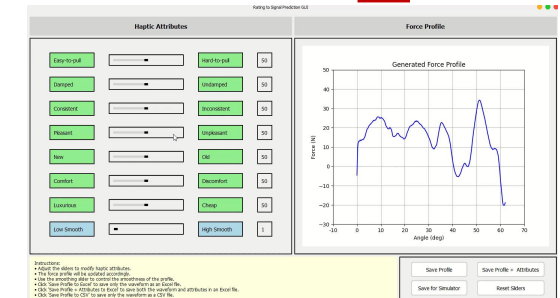 Rating to Signal Prediction GUI
Haptic Attributes
Force Profile
Easy-to-pull Hard-to-pull 50
Damped Undamped 50
Consistent Inconsistent 50
Pleasant Unpleasant 50
New Old 50
Comfort Discomfort 50
Luxurious Cheap 50
Low Smooth High Smooth 1
Generated Force Profile
Force (N)
50
40
30
20
10
0
−10
−20
−30
-10 0 10 20 30 40 50 60 70
Angle (deg)
Instructions:
• Adjust the sliders to modify haptic attributes.
• The force profile will be updated accordingly.
• Use the smoothing slider to control the smoothness of the profile.
• Click 'Save Profile to Excel' to save only the waveform as an Excel file.
• Click 'Save Profile + Attributes to Excel' to save both the waveform and attributes in an Excel file.
• Click 'Save Profile to CSV' to save only the waveform as a CSV file.
Save Profile Save Profile + Attributes
Save for Simulator Reset Sliders